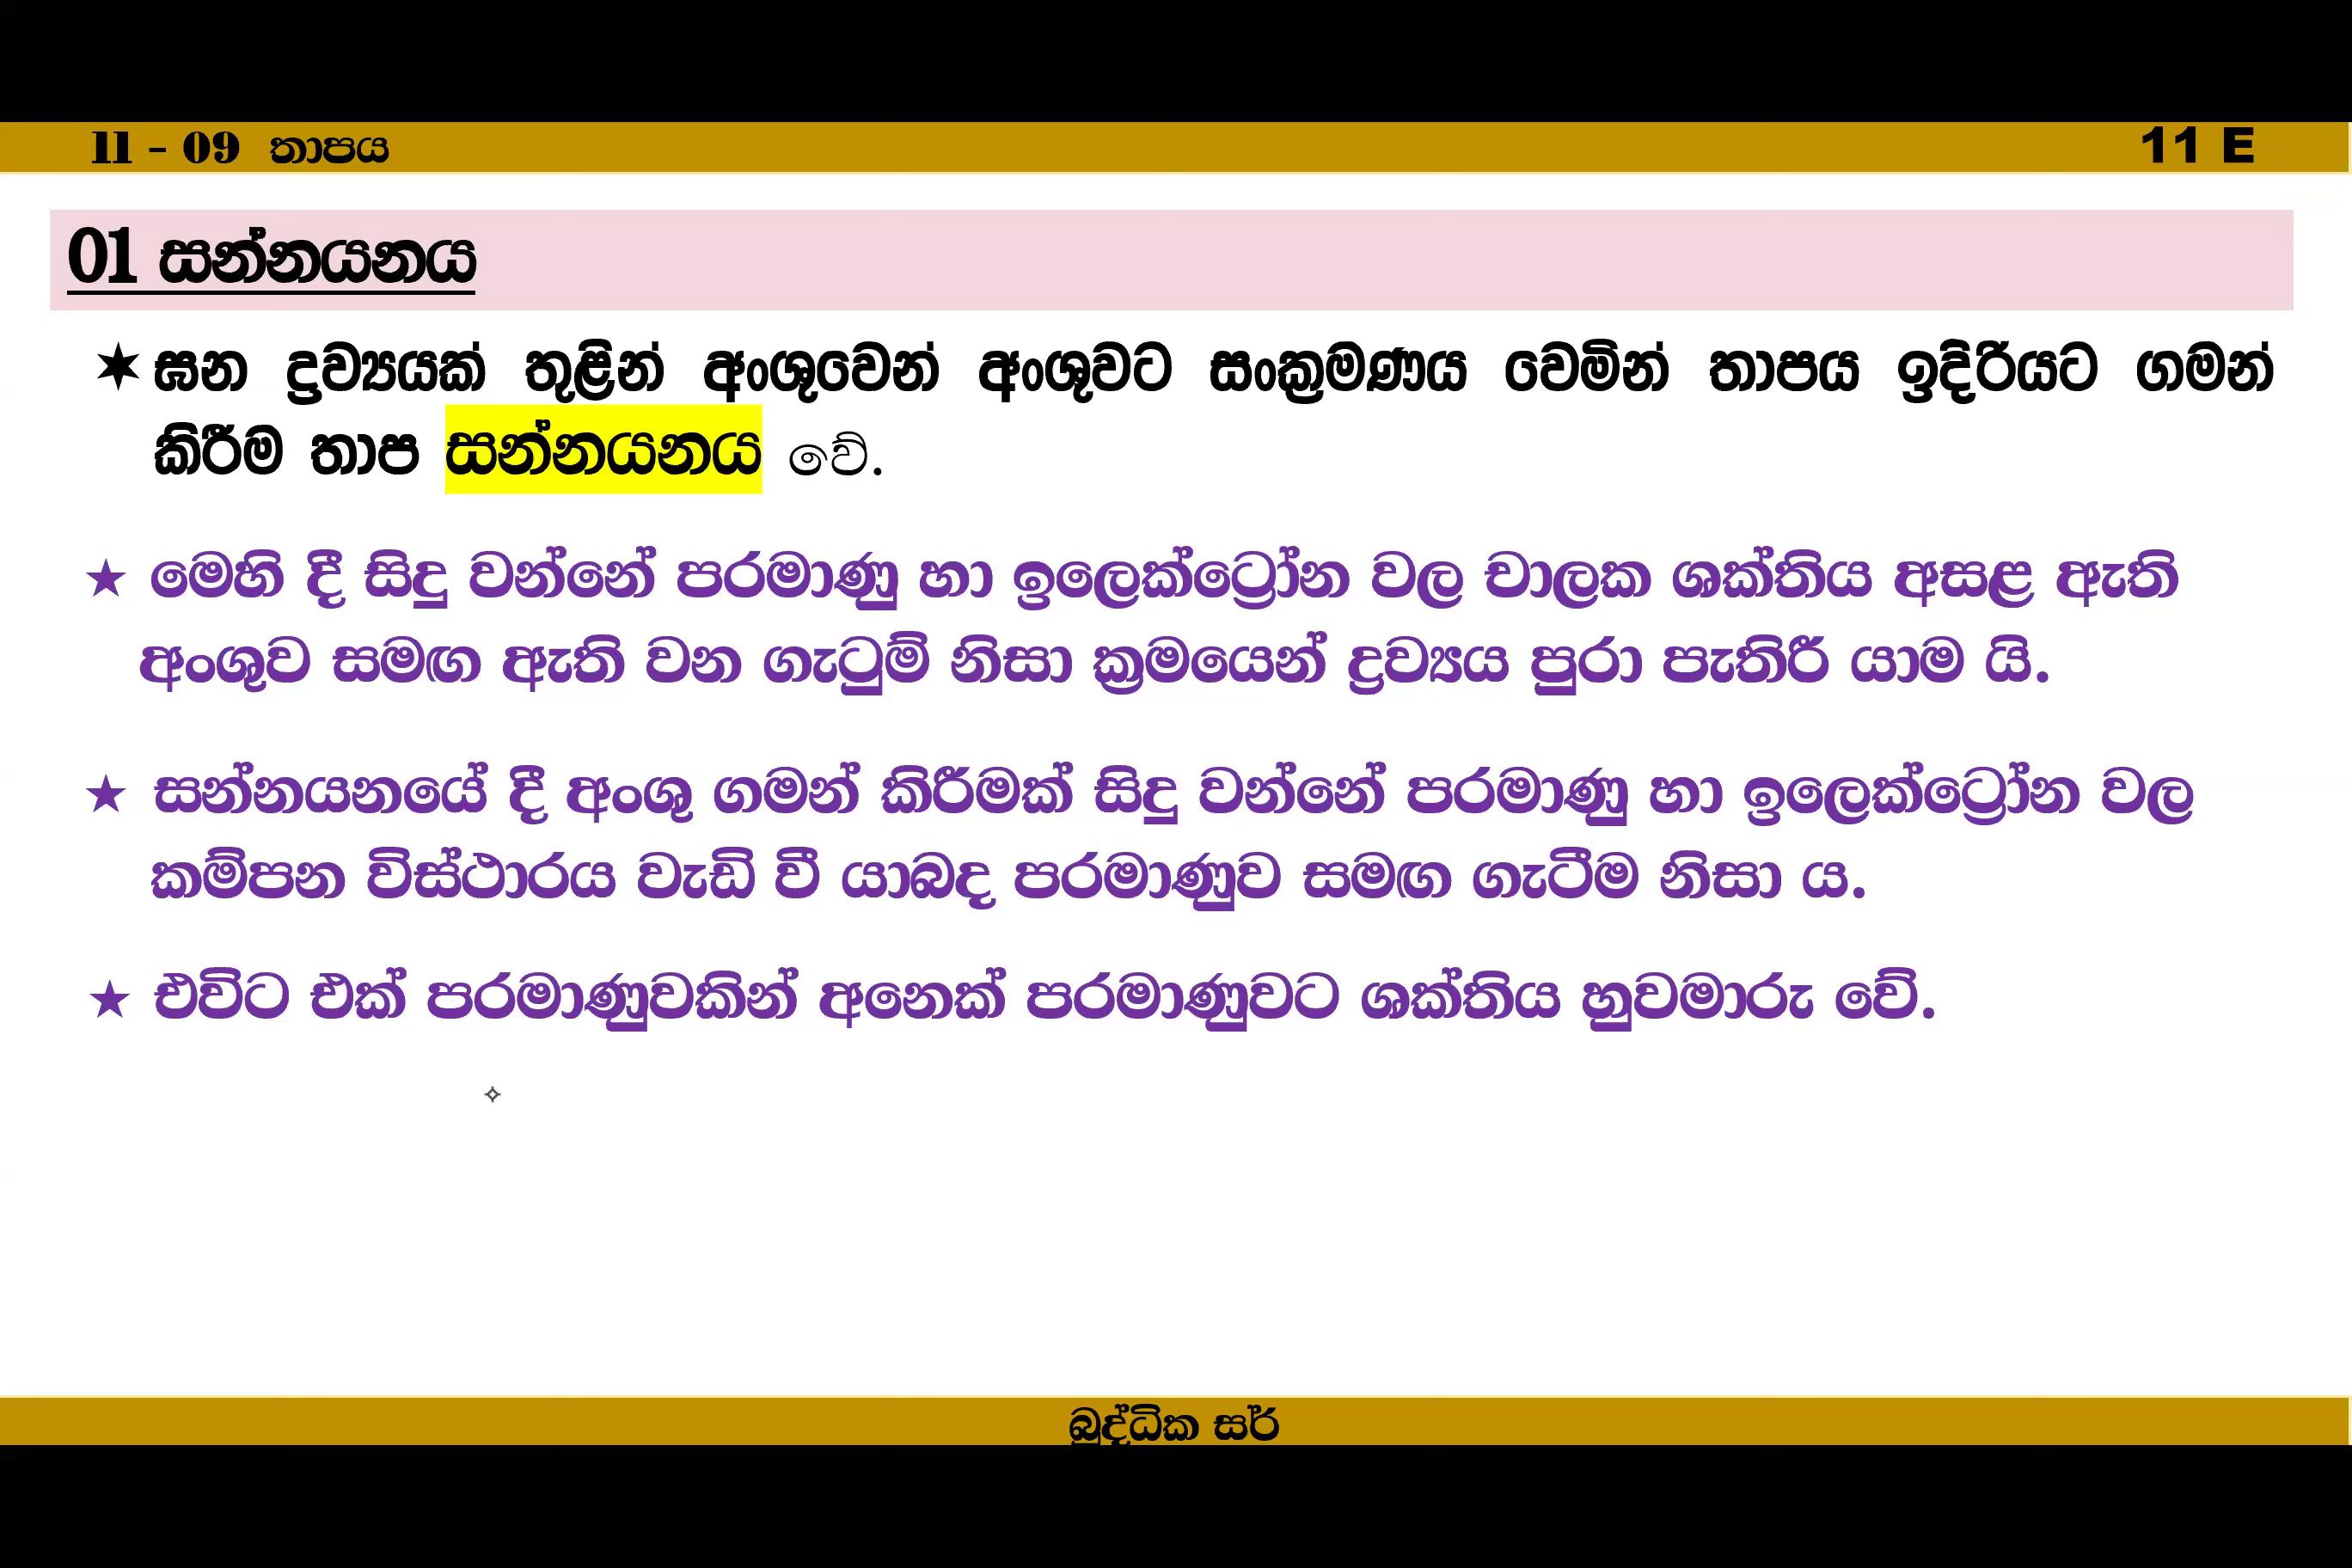 11 - 09 තාපය
11 E
01 සන්නයනය
✶ ඝන ද්‍රව්‍යයක් තුළින් අංශුවෙන් අංශුවට සංක්‍රමණය වෙමින් තාපය ඉදිරියට ගමන්
කිරීම තාප සන්නයනය වේ.
★ මෙහි දී සිදු වන්නේ පරමාණු හා ඉලෙක්ට්‍රෝන වල චාලක ශක්තිය අසළ ඇති
අංශුව සමඟ ඇති වන ගැටුම් නිසා ක්‍රමයෙන් ද්‍රව්‍යය පුරා පැතිරී යාම යි.
★ සන්නයනයේ දී අංශු ගමන් කිරීමක් සිදු වන්නේ පරමාණු හා ඉලෙක්ට්‍රෝන වල
කම්පන විස්ථාරය වැඩි වී යාබද පරමාණුව සමඟ ගැටීම නිසා ය.
★ එවිට එක් පරමාණුවකින් අනෙක් පරමාණුවට ශක්තිය හුවමාරු වේ.
බුද්ධික සර්